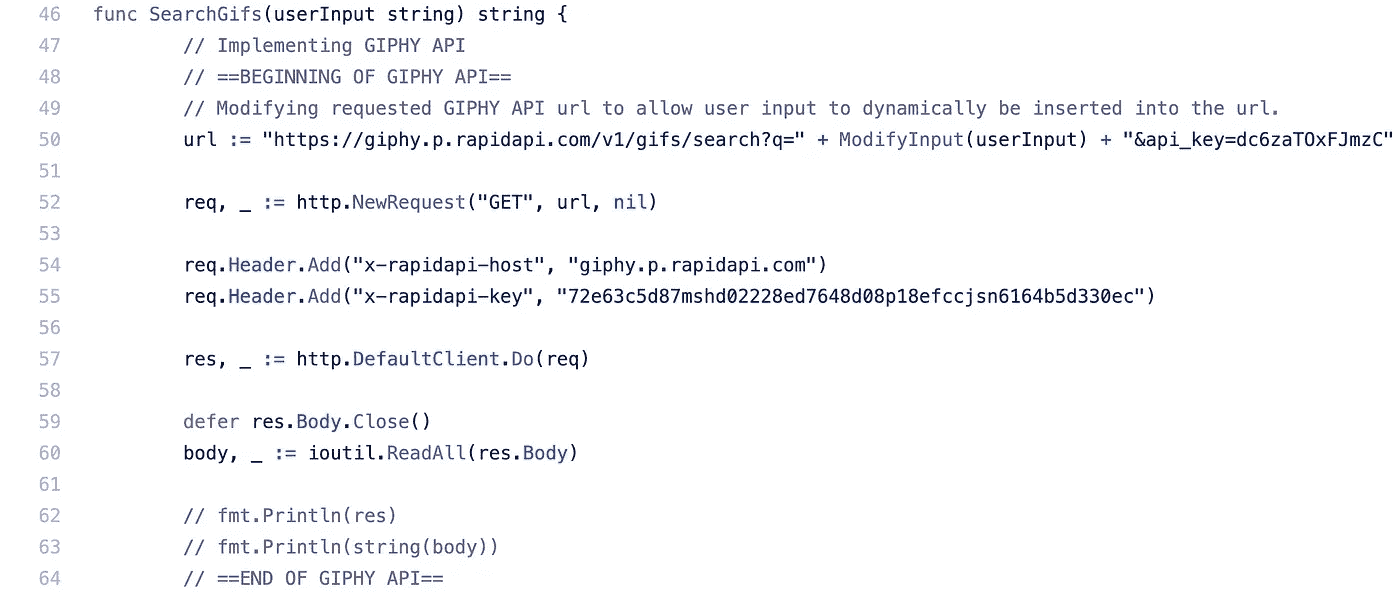 46 func SearchGifs(userInput string) string {
47 // Implementing GIPHY API
48 // ==BEGINNING OF GIPHY API==
49 // Modifying requested GIPHY API url to allow user input to dynamically be inserted into the url.
50 url := "https://giphy.p.rapidapi.com/v1/gifs/search?q=" + ModifyInput(userInput) + "&api_key=dc6zaTOxFJmzC"
51
52 req, _ := http.NewRequest("GET", url, nil)
53
54 req.Header.Add("x-rapidapi-host", "giphy.p.rapidapi.com")
55 req.Header.Add("x-rapidapi-key", "72e63c5d87mshd02228ed7648d08p18efccjsn6164b5d330ec")
56
57 res, _ := http.DefaultClient.Do(req)
58
59 defer res.Body.Close()
60 body, _ := ioutil.ReadAll(res.Body)
61
62 // fmt.Println(res)
63 // fmt.Println(string(body))
64 // ==END OF GIPHY API==